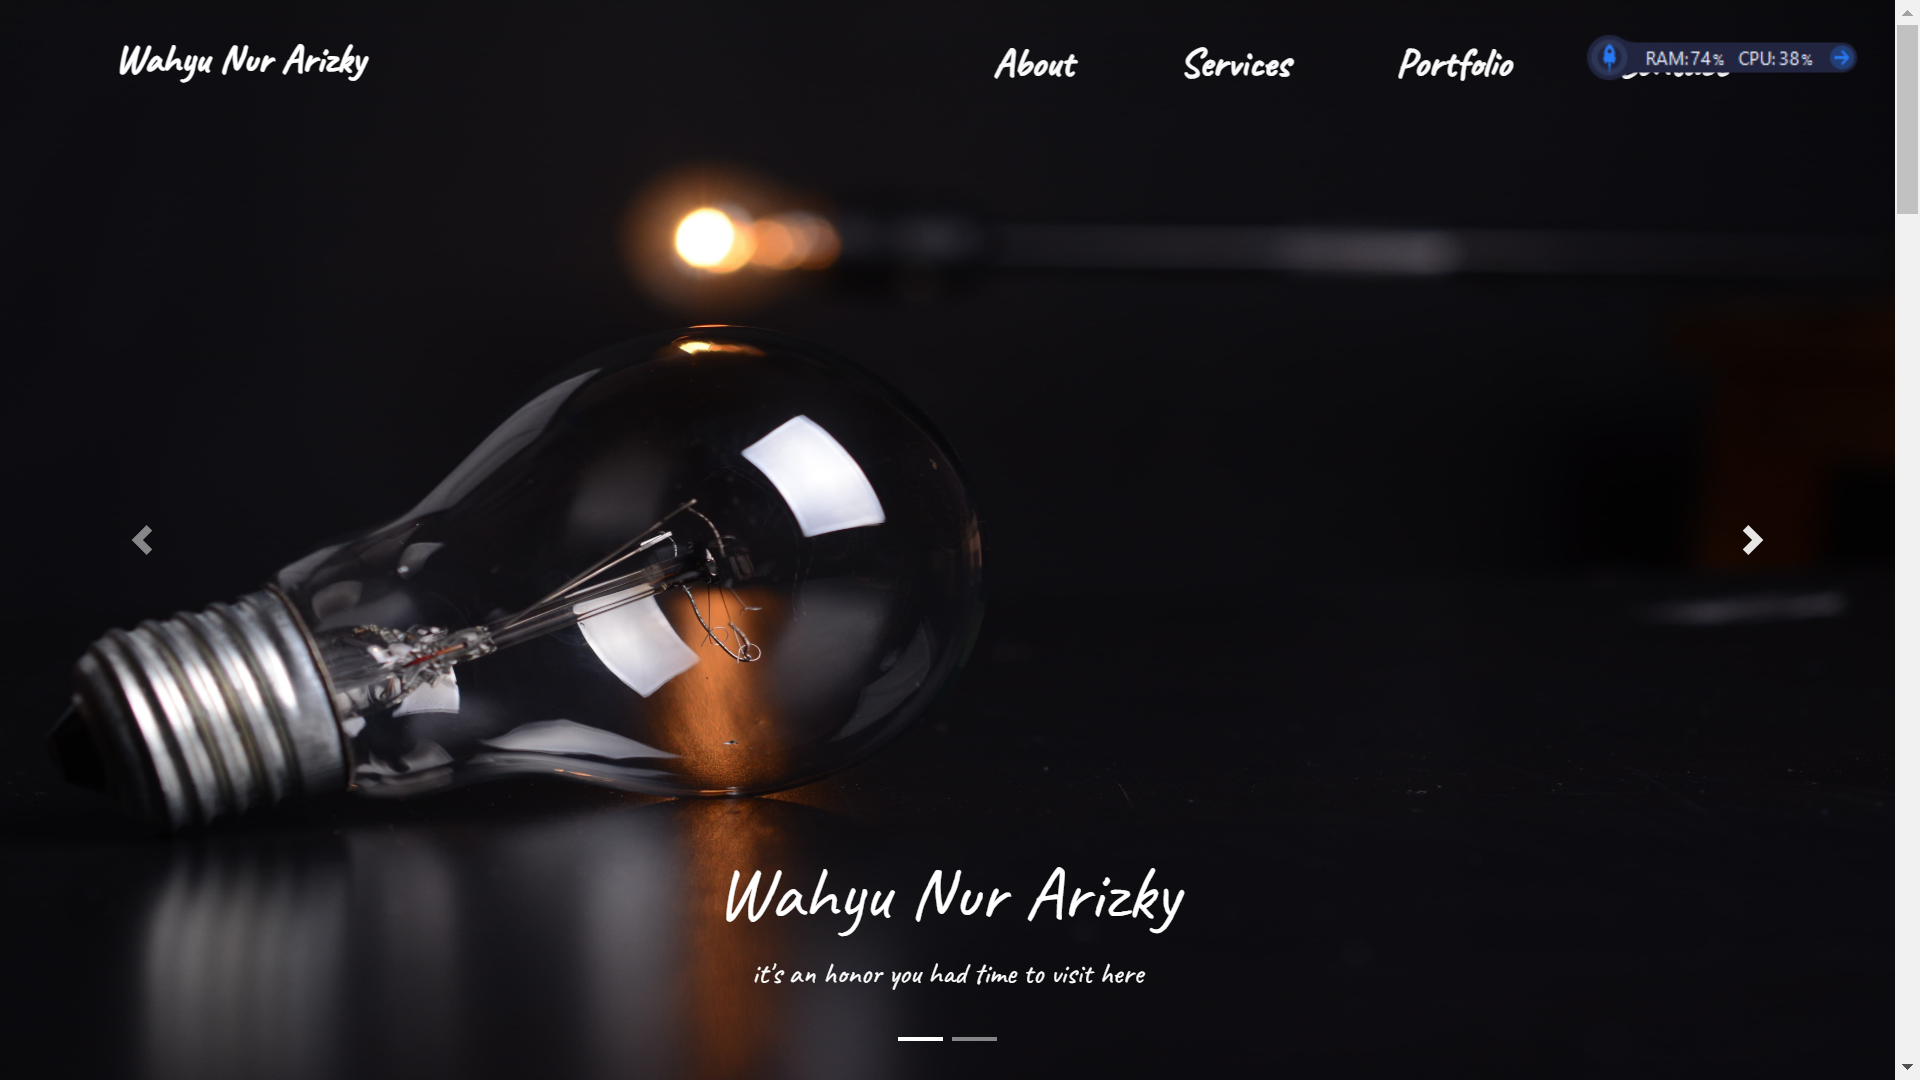 Wahyu Nur Arizky
About
Services
Portfolio
RAM:74% CPU:38%
Wahyu Nur Arizky
it's an honor you had time to visit here